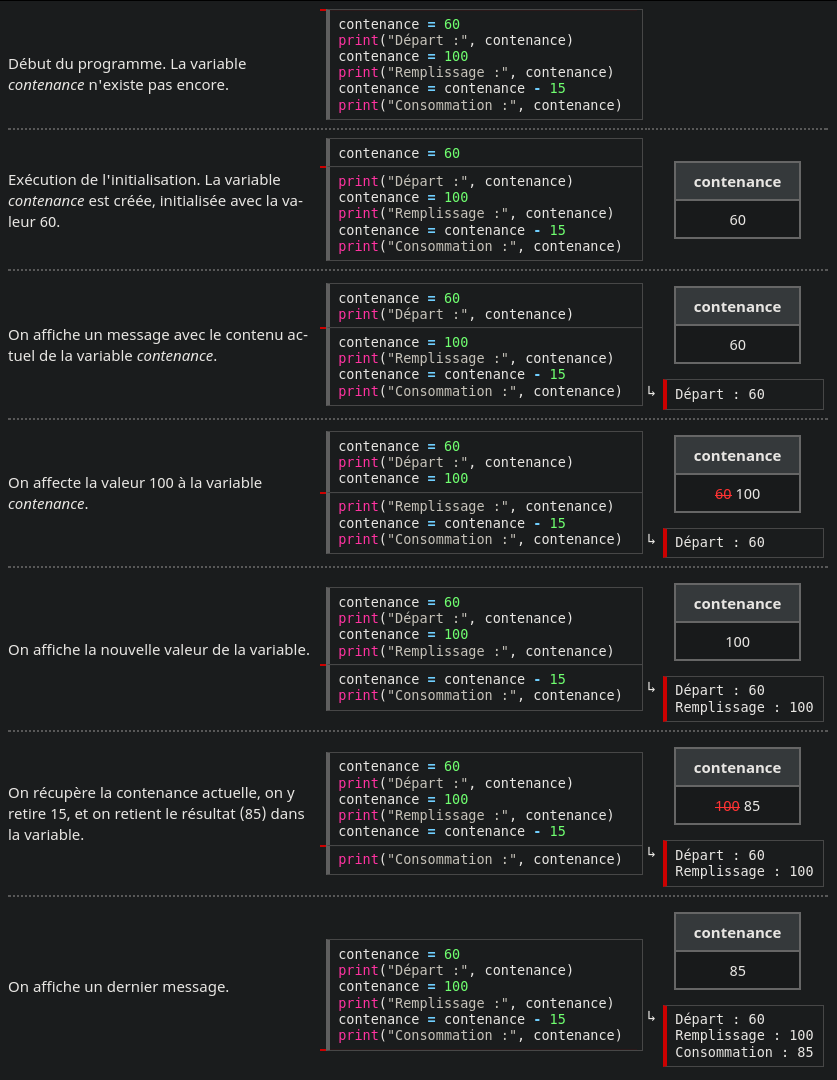 Début du programme. La variable
contenance n'existe pas encore.
contenance = 60
print("Départ :", contenance)
contenance = 100
print("Remplissage :", contenance)
contenance = contenance - 15
print("Consommation :", contenance)
Exécution de l'initialisation. La variable
contenance est créée, initialisée avec la va-
leur 60.
contenance = 60
print("Départ :", contenance)
contenance = 100
print("Remplissage :", contenance)
contenance = contenance - 15
print("Consommation :", contenance)
contenance
60
On affiche un message avec le contenu ac-
tuel de la variable contenance.
contenance = 60
print("Départ :", contenance)
contenance = 100
print("Remplissage :", contenance)
contenance = contenance - 15
print("Consommation :", contenance)
contenance
60
↳ Départ : 60
On affecte la valeur 100 à la variable
contenance.
contenance = 60
print("Départ :", contenance)
contenance = 100
print("Remplissage :", contenance)
contenance = contenance - 15
print("Consommation :", contenance)
contenance
60 100
↳ Départ : 60
On affiche la nouvelle valeur de la variable.
contenance = 60
print("Départ :", contenance)
contenance = 100
print("Remplissage :", contenance)
contenance = contenance - 15
print("Consommation :", contenance)
contenance
100
↳ Départ : 60
Remplissage : 100
On récupère la contenance actuelle, on y
retire 15, et on retient le résultat (85) dans
la variable.
contenance = 60
print("Départ :", contenance)
contenance = 100
print("Remplissage :", contenance)
contenance = contenance - 15
print("Consommation :", contenance)
contenance
100 85
↳ Départ : 60
Remplissage : 100
On affiche un dernier message.
contenance = 60
print("Départ :", contenance)
contenance = 100
print("Remplissage :", contenance)
contenance = contenance - 15
print("Consommation :", contenance)
contenance
85
↳ Départ : 60
Remplissage : 100
Consommation : 85